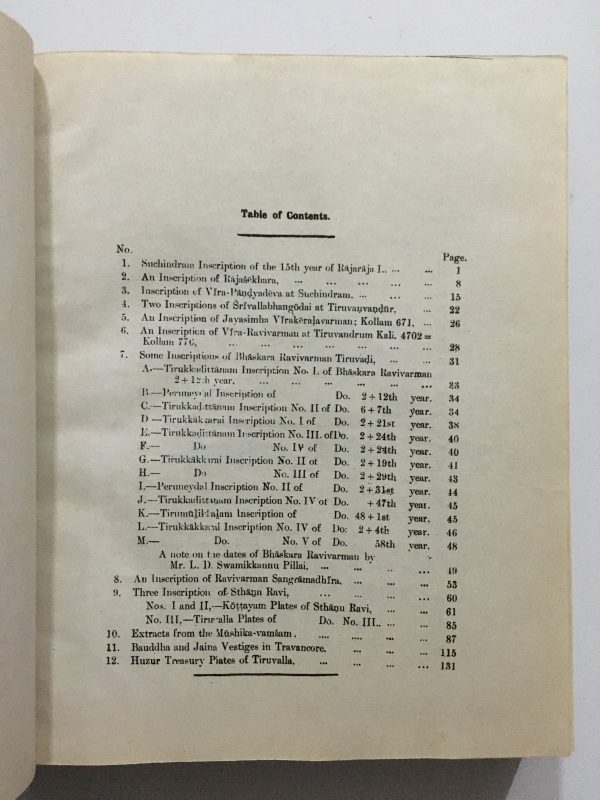 Table of Contents.
No.
Page.
1. Suchindram Inscription of the 15th year of Rājarāja I.. ... ... 1
2. An Inscription of Rājaśēkhara, ... ... ... ... 8
3. Inscription of Vīra-Pāṇḍyadēva at Suchindram. ... ... ... 15
4. Two Inscriptions of Śrīvallabhangōdai at Tiruvaṇvaṇḍūr, ... 22
5. An Inscription of Jayasimha Vīrakēraḷavarman; Kollam 671, ... 26
6. An Inscription of Vīra-Ravivarman at Tiruvandrum Kali. 4702 =
Kollam 776, ... ... ... ... ... ... 28
7. Some Inscriptions of Bhāskara Ravivarman Tiruvaḍi, ... ... 31
A.—Tirukkaḍittānam Inscription No. I. of Bhāskara Ravivarman
2 + 12th year. ... ... ... ... ... ... 33
B.—Peruneyal Inscription of Do. 2 + 12th year. 34
C.—Tirukkaḍittānam Inscription No. II of Do. 6 + 7th year. 34
D—Tirukkākkarai Inscription No. I of Do. 2 + 21st year. 38
E.—Tirukkaḍittānam Inscription No. III. of Do. 2 + 24th year. 40
F.— Do No. IV of Do. 2 + 24th year. 40
G.—Tirukkākkarai Inscription No. II of Do. 2 + 19th year. 41
H.— Do No. III of Do. 2 + 29th year. 43
I.—Peruneydal Inscription No. II of Do. 2 + 31st year. 44
J.—Tirukkaḍittānam Inscription No. IV of Do. + 47th year. 45
K.—Tirumūḻikkaḷam Inscription of Do. 48 + 1st year. 45
L.—Tirukkākkarai Inscription No. IV of Do: 2 + 4th year. 46
M.— Do. No. V of Do. 58th year. 48
A note on the dates of Bhāskara Ravivarman by
Mr. L. D. Swamikkannu Pillai. ... ... ... ... 49
8. An Inscription of Ravivarman Sangrāmadhīra. ... ... ... 53
9. Three Inscription of Sthāṇu Ravi, ... ... ... ... 60
Nos. I and II,—Kōṭṭayam Plates of Sthāṇu Ravi, ... ... 61
No. III,—Tiruvalla Plates of Do. No. III.. ... ... 85
10. Extracts from the Mūshika-vamśam. .... .... ... ... 87
11. Bauddha and Jaina Vestiges in Travancore. ... ... ... 115
12. Huzur Treasury Plates of Tiruvalla, ... ... ... ... 131